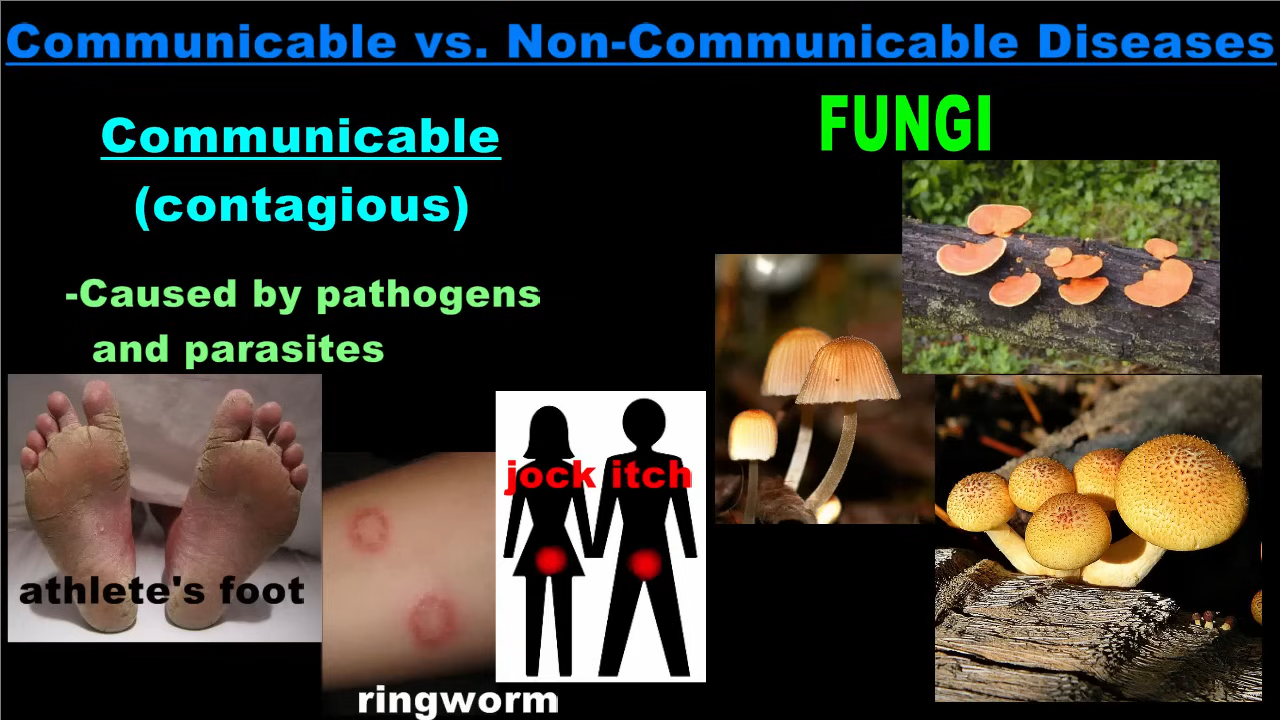 Communicable vs. Non-Communicable Diseases
Communicable
(contagious)
-Caused by pathogens
and parasites
FUNGI
athlete's foot
ringworm
jock itch